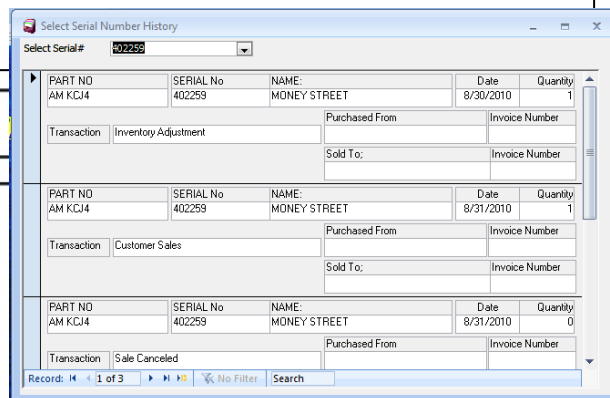 Select Serial Number History
Select Serial# 402259
PART NO SERIAL No NAME: Date Quantity
AM KCJ4 402259 MONEY STREET 8/30/2010 1
Purchased From Invoice Number
Transaction Inventory Adjustment
Sold To; Invoice Number
PART NO SERIAL No NAME: Date Quantity
AM KCJ4 402259 MONEY STREET 8/31/2010 1
Purchased From Invoice Number
Transaction Customer Sales
Sold To; Invoice Number
PART NO SERIAL No NAME: Date Quantity
AM KCJ4 402259 MONEY STREET 8/31/2010 0
Purchased From Invoice Number
Transaction Sale Canceled
Record: 1 of 3 No Filter Search